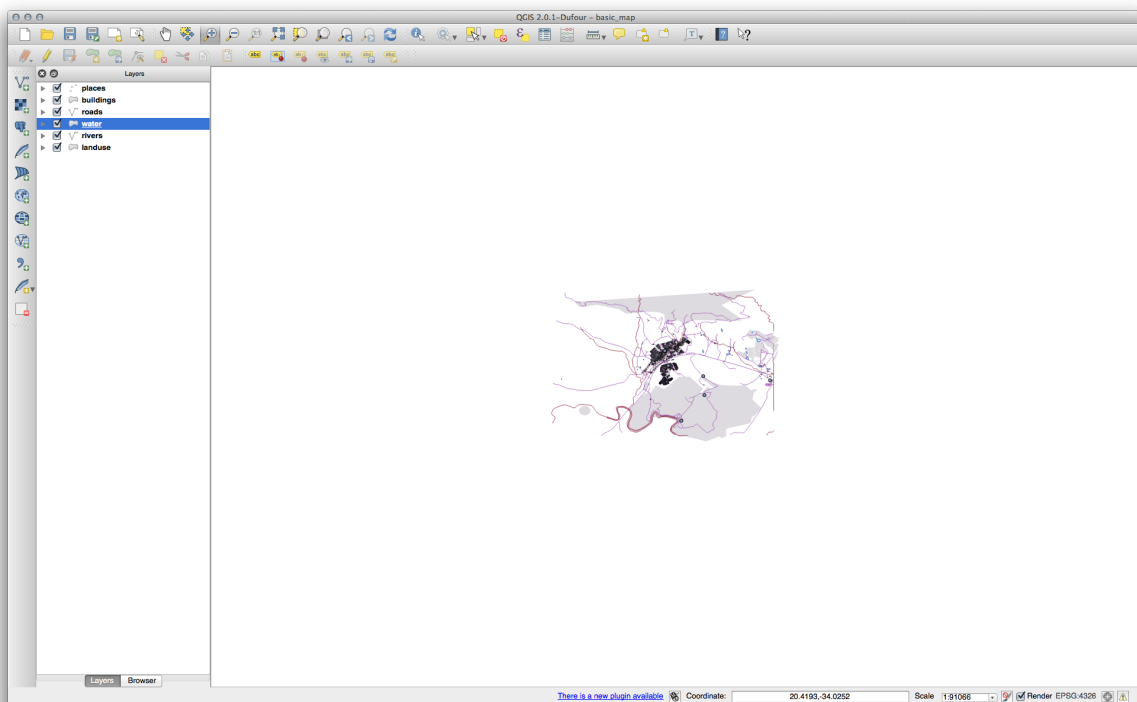 QGIS 2.0.1-Dufour – basic_map
Layers
places
buildings
roads
water
rivers
landuse
Layers Browser
There is a new plugin available Coordinate: 20.4193,-34.0252 Scale 1:91066 Render EPSG:4326